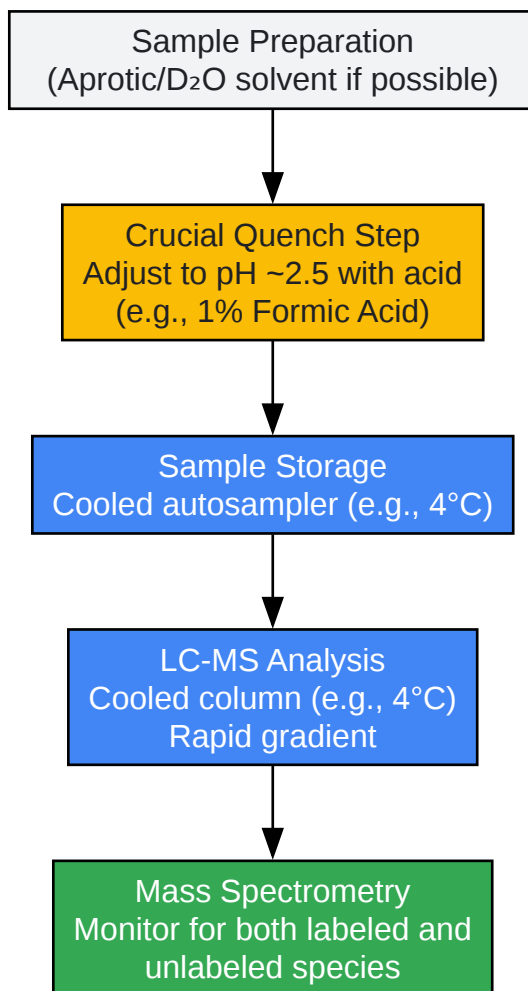 Sample Preparation
(Aprotic/D₂O solvent if possible)
Crucial Quench Step
Adjust to pH ~2.5 with acid
(e.g., 1% Formic Acid)
Sample Storage
Cooled autosampler (e.g., 4°C)
LC-MS Analysis
Cooled column (e.g., 4°C)
Rapid gradient
Mass Spectrometry
Monitor for both labeled and
unlabeled species